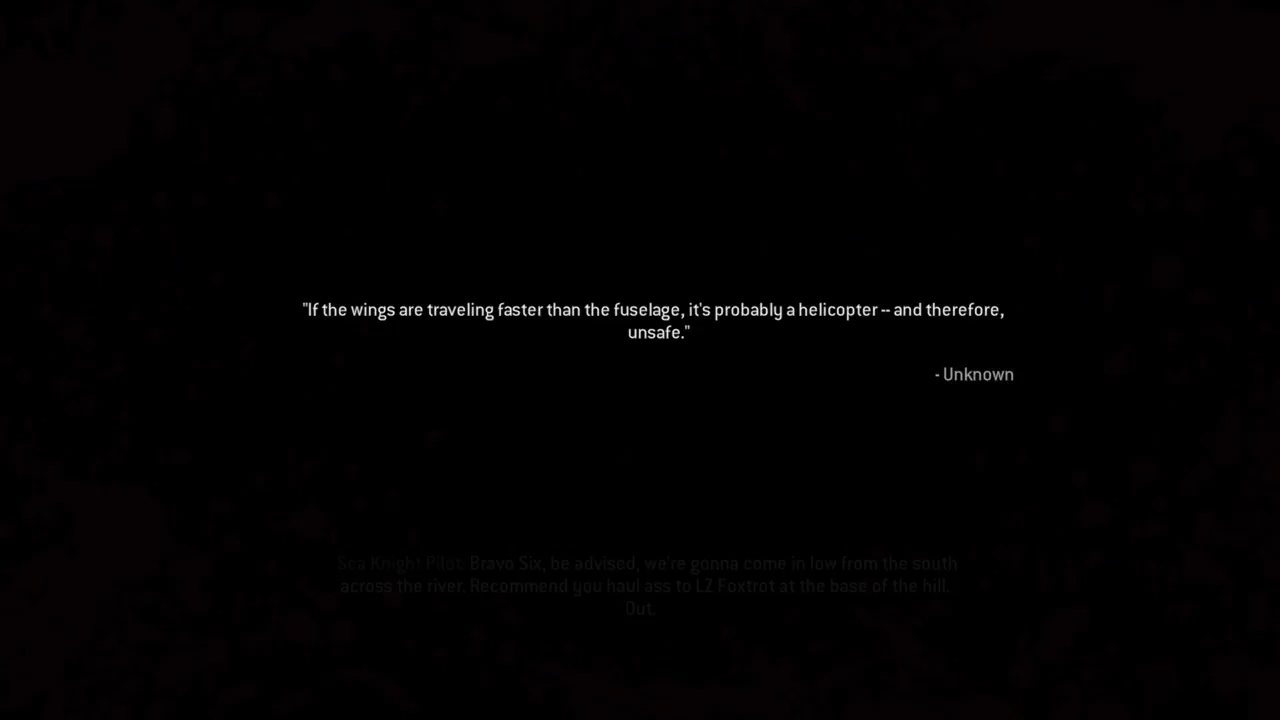 "If the wings are traveling faster than the fuselage, it's probably a helicopter -- and therefore,
unsafe."
- Unknown
Sea Knight Pilot: Bravo Six, be advised, we're gonna come in low from the south
across the river. Recommend you haul ass to LZ Foxtrot at the base of the hill.
Out.